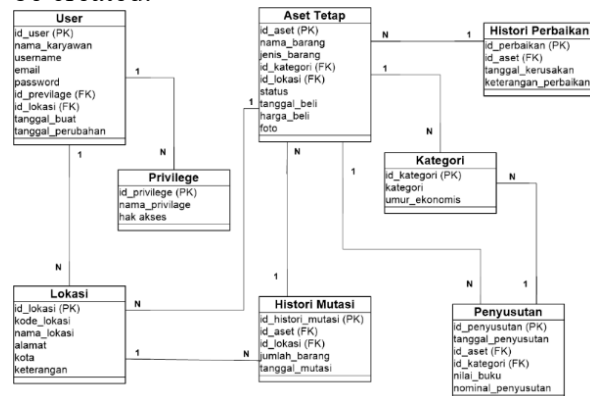 be created.
User
id_user (PK)
nama_karyawan
username
email
password
id_previlage (FK)
id_lokasi (FK)
tanggal_buat
tanggal_perubahan
Aset Tetap
id_aset (PK)
nama_barang
jenis_barang
id_kategori (FK)
id_lokasi (FK)
status
tanggal_beli
harga_beli
foto
Histori Perbaikan
id_perbaikan (PK)
id_aset (FK)
tanggal_kerusakan
keterangan_perbaikan
N
1
1
1
1
N
N
Privilege
id_privilege (PK)
nama_privilage
hak akses
Kategori
id_kategori (PK)
kategori
umur_ekonomis
1
N
1
N
N
N
1
N
1
Lokasi
id_lokasi (PK)
kode_lokasi
nama_lokasi
alamat
kota
keterangan
N
1
Histori Mutasi
id_histori_mutasi (PK)
id_aset (FK)
id_lokasi (FK)
jumlah_barang
tanggal_mutasi
Penyusutan
id_penyusutan (PK)
tanggal_penyusutan
id_aset (FK)
id_kategori (FK)
nilai_buku
nominal_penyusutan